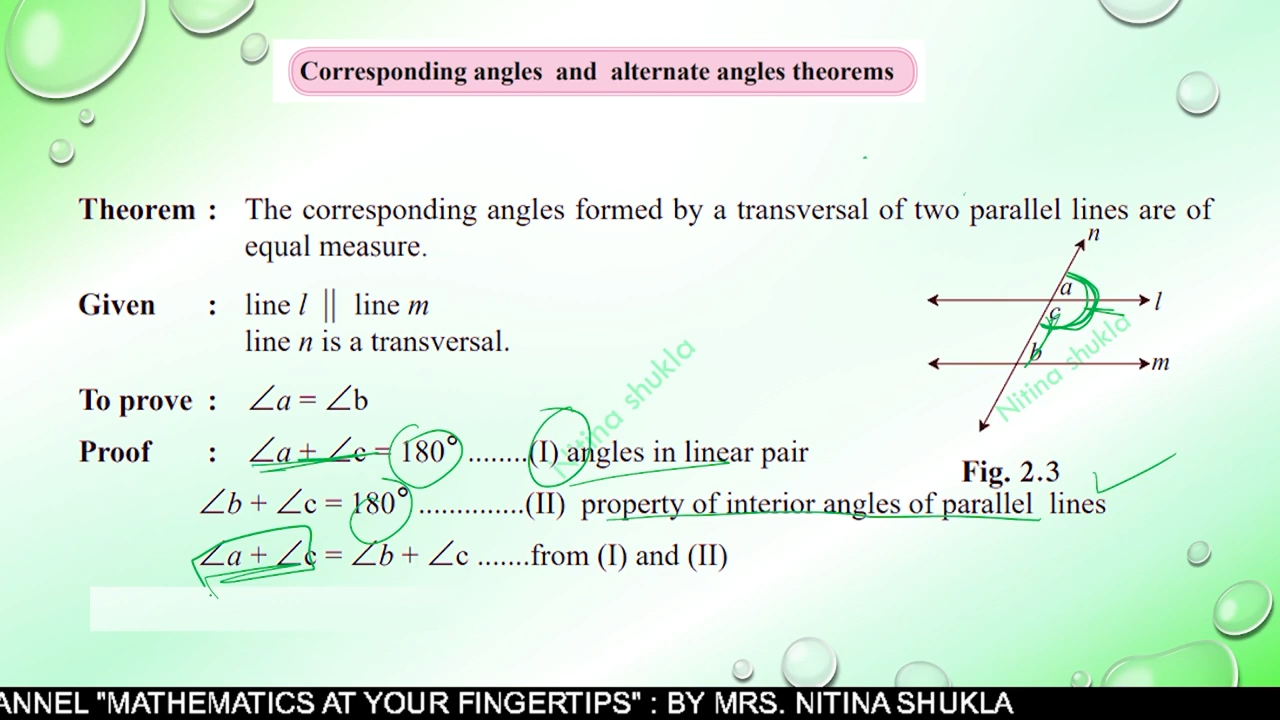 Corresponding angles and alternate angles theorems
Theorem : The corresponding angles formed by a transversal of two parallel lines are of
equal measure.
Given : line l || line m
line n is a transversal.
To prove : ∠a = ∠b
Proof : ∠a + ∠c = 180° ........(I) angles in linear pair
∠b + ∠c = 180° ..............(II) property of interior angles of parallel lines
∠a + ∠c = ∠b + ∠c .......from (I) and (II)
n
a
l
c
b
m
Fig. 2.3
Nitina shukla
Nitina shukla
ANNEL "MATHEMATICS AT YOUR FINGERTIPS" : BY MRS. NITINA SHUKLA